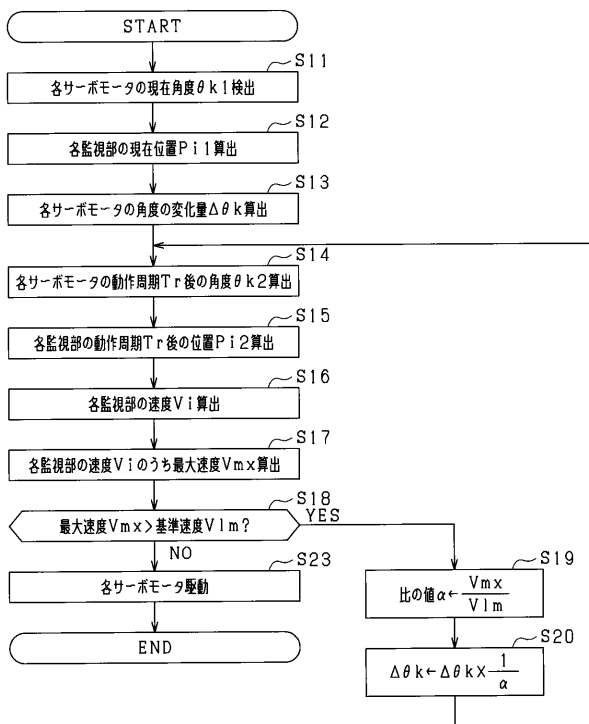 START
S11
各サーボモータの現在角度θk1検出
S12
各監視部の現在位置Pi1算出
S13
各サーボモータの角度の変化量Δθk算出
S14
各サーボモータの動作周期Tr後の角度θk2算出
S15
各監視部の動作周期Tr後の位置Pi2算出
S16
各監視部の速度Vi算出
S17
各監視部の速度Viのうち最大速度Vmx算出
S18
最大速度Vmx>基準速度Vlm?
YES
NO
S23
各サーボモータ駆動
END
S19
比の値α←Vmx/Vlm
S20
Δθk←Δθk×1/α